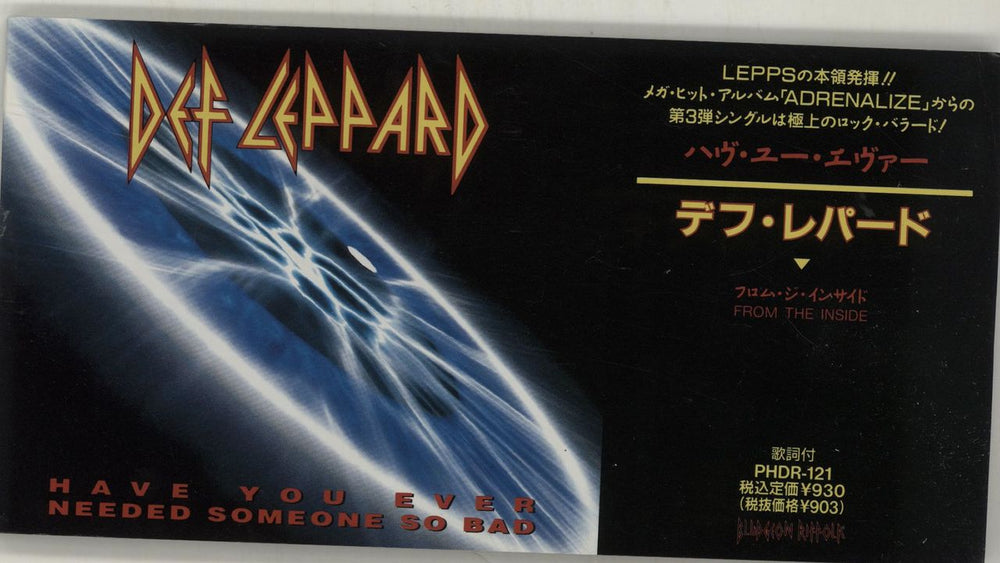 DEF LEPPARD
HAVE YOU EVER
NEEDED SOMEONE SO BAD
LEPPSの本領発揮!!
メガ・ヒット・アルバム「ADRENALIZE」からの
第3弾シングルは極上のロック・バラード!
ハヴ・ユー・エヴァー
デフ・レパード
▼
フロム・ジ・インサイド
FROM THE INSIDE
歌詞付
PHDR-121
税込定価¥930
(税抜価格¥903)
BLUDGEON RIFFOLA